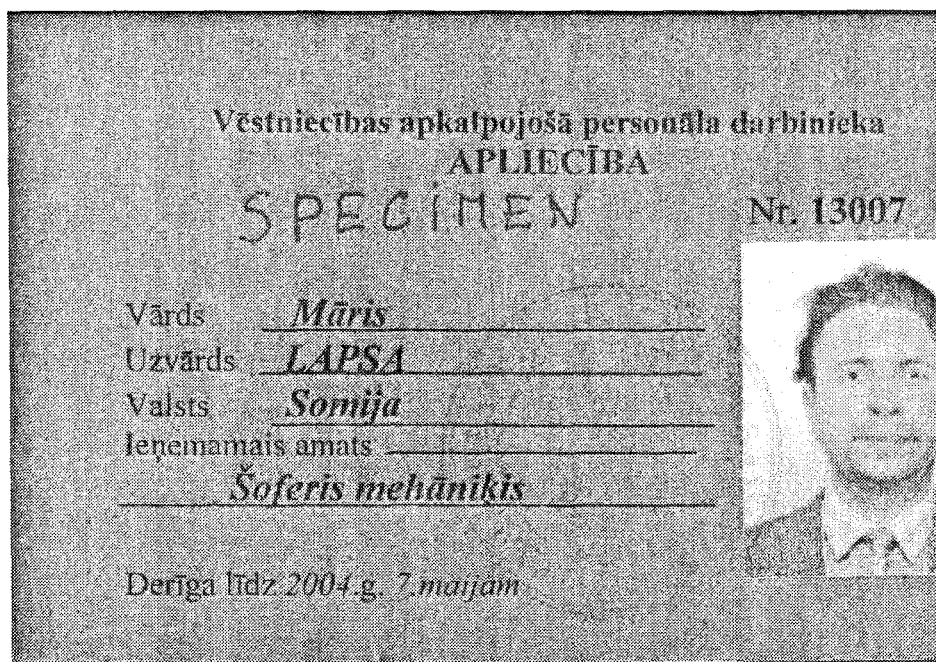 Vēstniecības apkalpojošā personāla darbinieka
APLIECĪBA
SPECIMEN
Nr. 13007
Vārds Māris
Uzvārds LAPSA
Valsts Somija
Ieņemamais amats
Šoferis mehāniķis
Derīga līdz 2004.g. 7.maijam